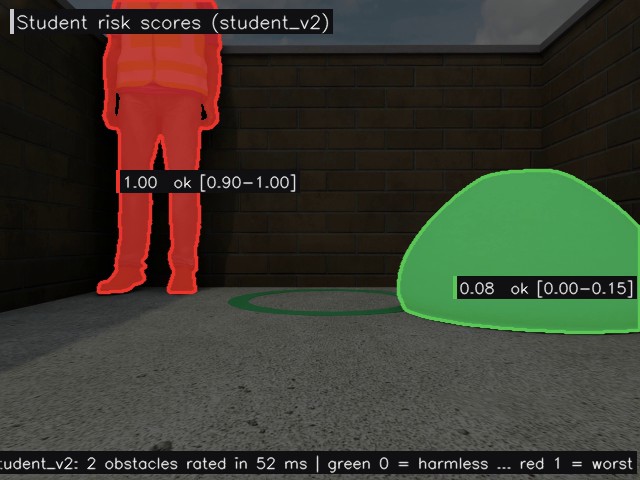 Student risk scores (student_v2)
1.00 ok [0.90-1.00]
0.08 ok [0.00-0.15]
tudent_v2: 2 obstacles rated in 52 ms | green 0 = harmless ... red 1 = worst